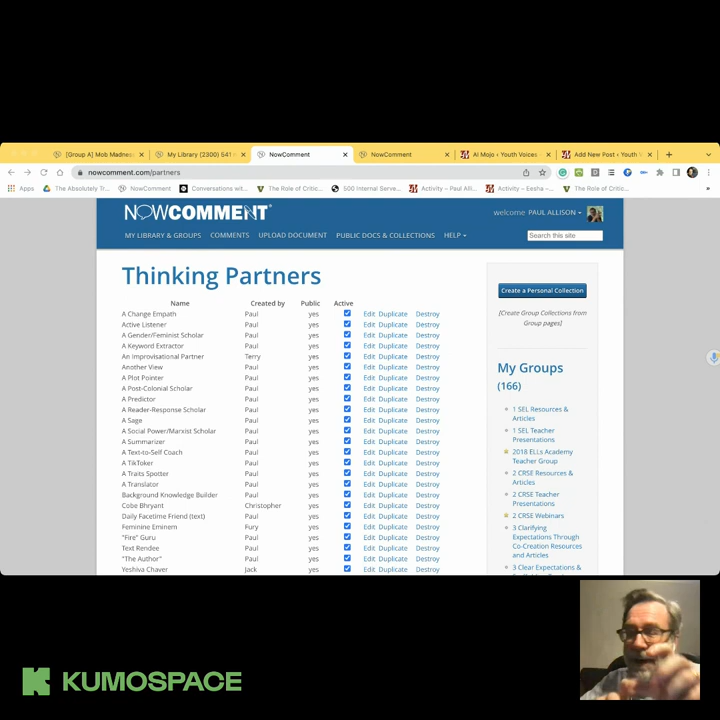 [Group A] Mob Madness
My Library (2300) 541
NowComment
NowComment
AI Mojo ‹ Youth Voices
Add New Post ‹ Youth V
nowcomment.com/partners
Apps
The Absolutely Tr...
NowComment
Conversations wit...
The Role of Critic...
500 Internal Serve...
Activity – Paul Alli...
Activity – Eesha –...
The Role of Critic...
NOWCOMMENT®
welcome PAUL ALLISON
MY LIBRARY & GROUPS COMMENTS UPLOAD DOCUMENT PUBLIC DOCS & COLLECTIONS HELP
Search this site
Thinking Partners
Name Created by Public Active
A Change Empath Paul yes Edit Duplicate Destroy
Active Listener Paul yes Edit Duplicate Destroy
A Gender/Feminist Scholar Paul yes Edit Duplicate Destroy
A Keyword Extractor Paul yes Edit Duplicate Destroy
An Improvisational Partner Terry yes Edit Duplicate Destroy
Another View Paul yes Edit Duplicate Destroy
A Plot Pointer Paul yes Edit Duplicate Destroy
A Post-Colonial Scholar Paul yes Edit Duplicate Destroy
A Predictor Paul yes Edit Duplicate Destroy
A Reader-Response Scholar Paul yes Edit Duplicate Destroy
A Sage Paul yes Edit Duplicate Destroy
A Social Power/Marxist Scholar Paul yes Edit Duplicate Destroy
A Summarizer Paul yes Edit Duplicate Destroy
A Text-to-Self Coach Paul yes Edit Duplicate Destroy
A TikToker Paul yes Edit Duplicate Destroy
A Traits Spotter Paul yes Edit Duplicate Destroy
A Translator Paul yes Edit Duplicate Destroy
Background Knowledge Builder Paul yes Edit Duplicate Destroy
Cobe Bhryant Christopher yes Edit Duplicate Destroy
Daily Facetime Friend (text) Paul yes Edit Duplicate Destroy
Feminine Eminem Fury yes Edit Duplicate Destroy
"Fire" Guru Paul yes Edit Duplicate Destroy
Text Rendee Paul yes Edit Duplicate Destroy
"The Author" Paul yes Edit Duplicate Destroy
Yeshiva Chaver Jack yes Edit Duplicate Destroy
Create a Personal Collection
[Create Group Collections from
Group pages]
My Groups
(166)
1 SEL Resources &
Articles
1 SEL Teacher
Presentations
2018 ELLs Academy
Teacher Group
2 CRSE Resources &
Articles
2 CRSE Teacher
Presentations
2 CRSE Webinars
3 Clarifying
Expectations Through
Co-Creation Resources
and Articles
3 Clear Expectations &
KUMOSPACE